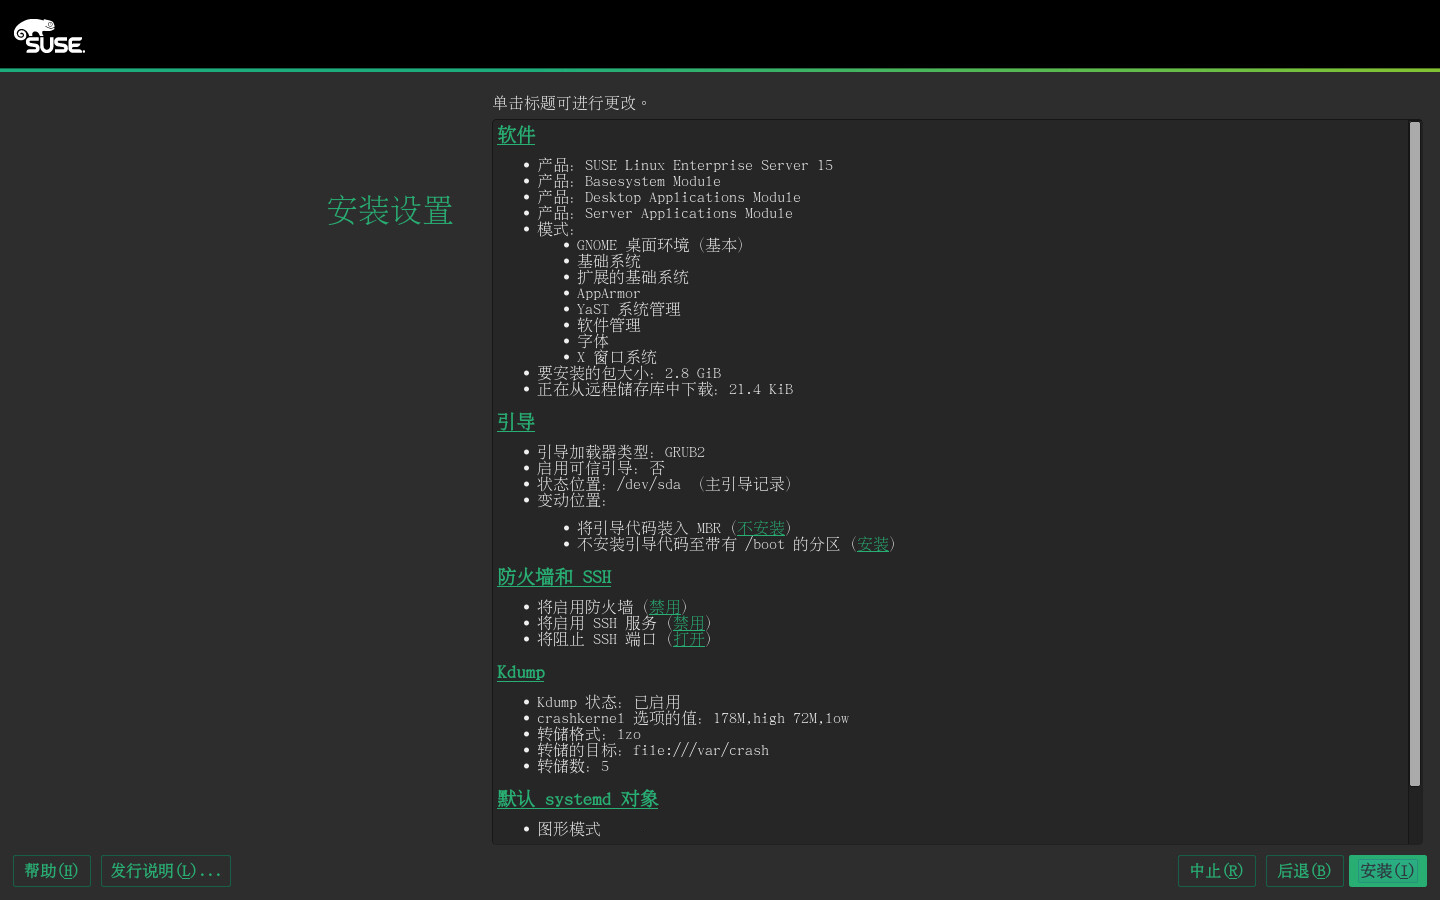 SUSE
单击标题可进行更改。
安装设置
软件
产品: SUSE Linux Enterprise Server 15
产品: Basesystem Module
产品: Desktop Applications Module
产品: Server Applications Module
模式:
GNOME 桌面环境 (基本)
基础系统
扩展的基础系统
AppArmor
YaST 系统管理
软件管理
字体
X 窗口系统
要安装的包大小: 2.8 GiB
正在从远程储存库中下载: 21.4 KiB
引导
引导加载器类型: GRUB2
启用可信引导: 否
状态位置: /dev/sda (主引导记录)
变动位置:
将引导代码装入 MBR (不安装)
不安装引导代码至带有 /boot 的分区 (安装)
防火墙和 SSH
将启用防火墙 (禁用)
将启用 SSH 服务 (禁用)
将阻止 SSH 端口 (打开)
Kdump
Kdump 状态: 已启用
crashkernel 选项的值: 178M,high 72M,low
转储格式: lzo
转储的目标: file:///var/crash
转储数: 5
默认 systemd 对象
图形模式
帮助(H) 发行说明(L)... 中止(R) 后退(B) 安装(I)